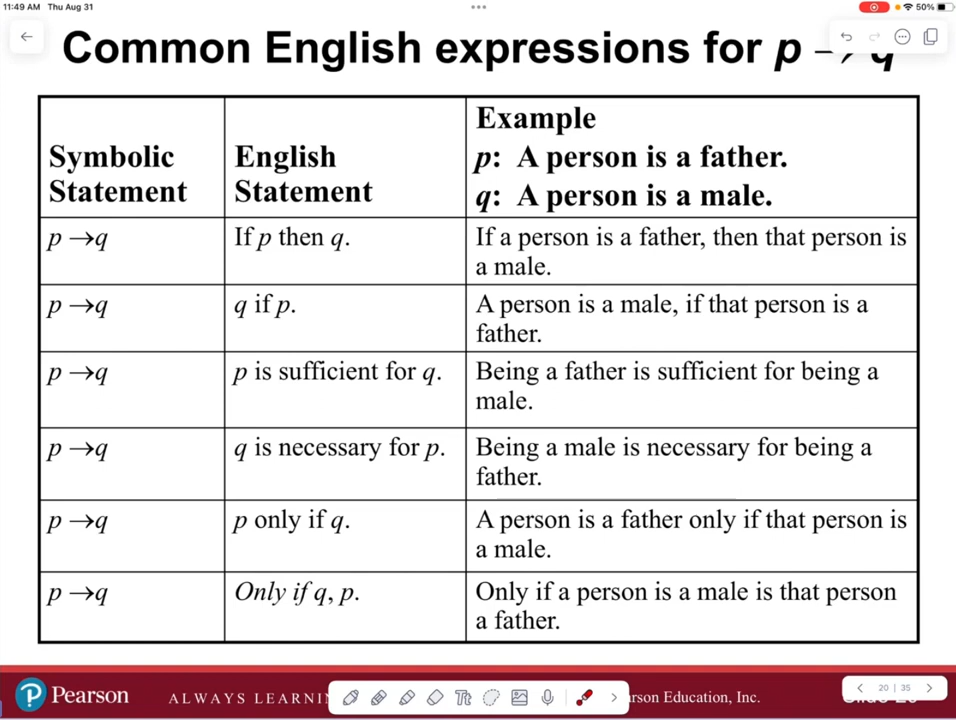 11:49 AM Thu Aug 31
50%
Common English expressions for p → q
Symbolic Statement
English Statement
Example
p: A person is a father.
q: A person is a male.
p →q
If p then q.
If a person is a father, then that person is
a male.
p →q
q if p.
A person is a male, if that person is a
father.
p →q
p is sufficient for q.
Being a father is sufficient for being a
male.
p →q
q is necessary for p.
Being a male is necessary for being a
father.
p →q
p only if q.
A person is a father only if that person is
a male.
p →q
Only if q, p.
Only if a person is a male is that person
a father.
Pearson
ALWAYS LEARNIN
rson Education, Inc.
20 | 35